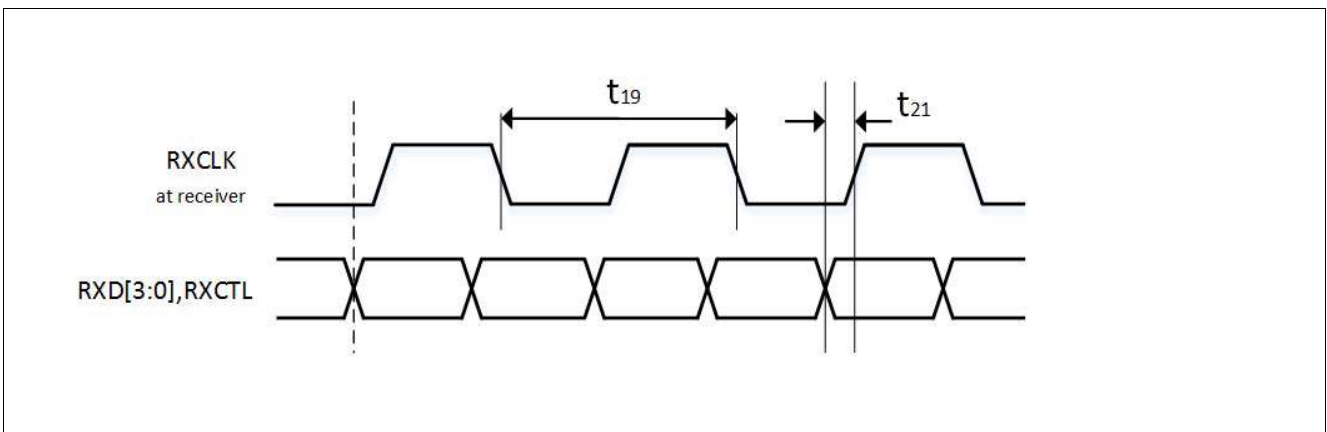 t19
t21
RXCLK
at receiver
RXD[3:0],RXCTL